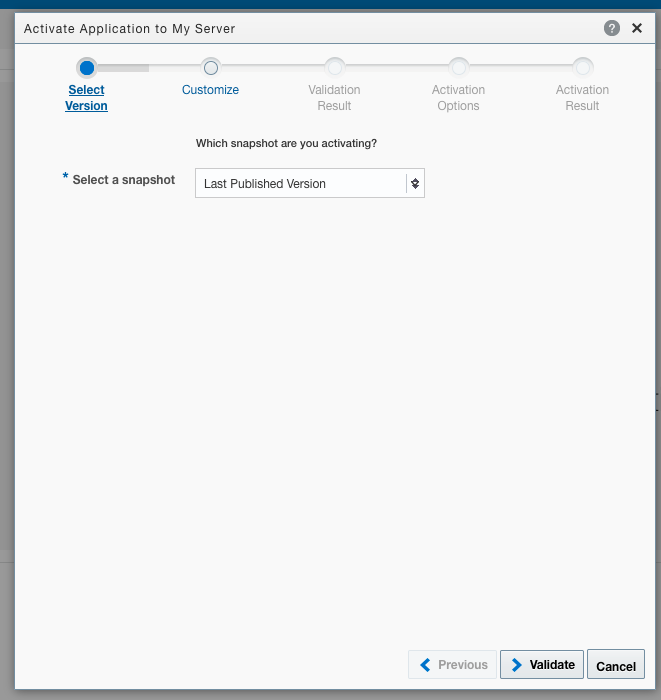 Activate Application to My Server
?
Select
Version
Customize
Validation
Result
Activation
Options
Activation
Result
Which snapshot are you activating?
* Select a snapshot
Last Published Version
Previous
Validate
Cancel